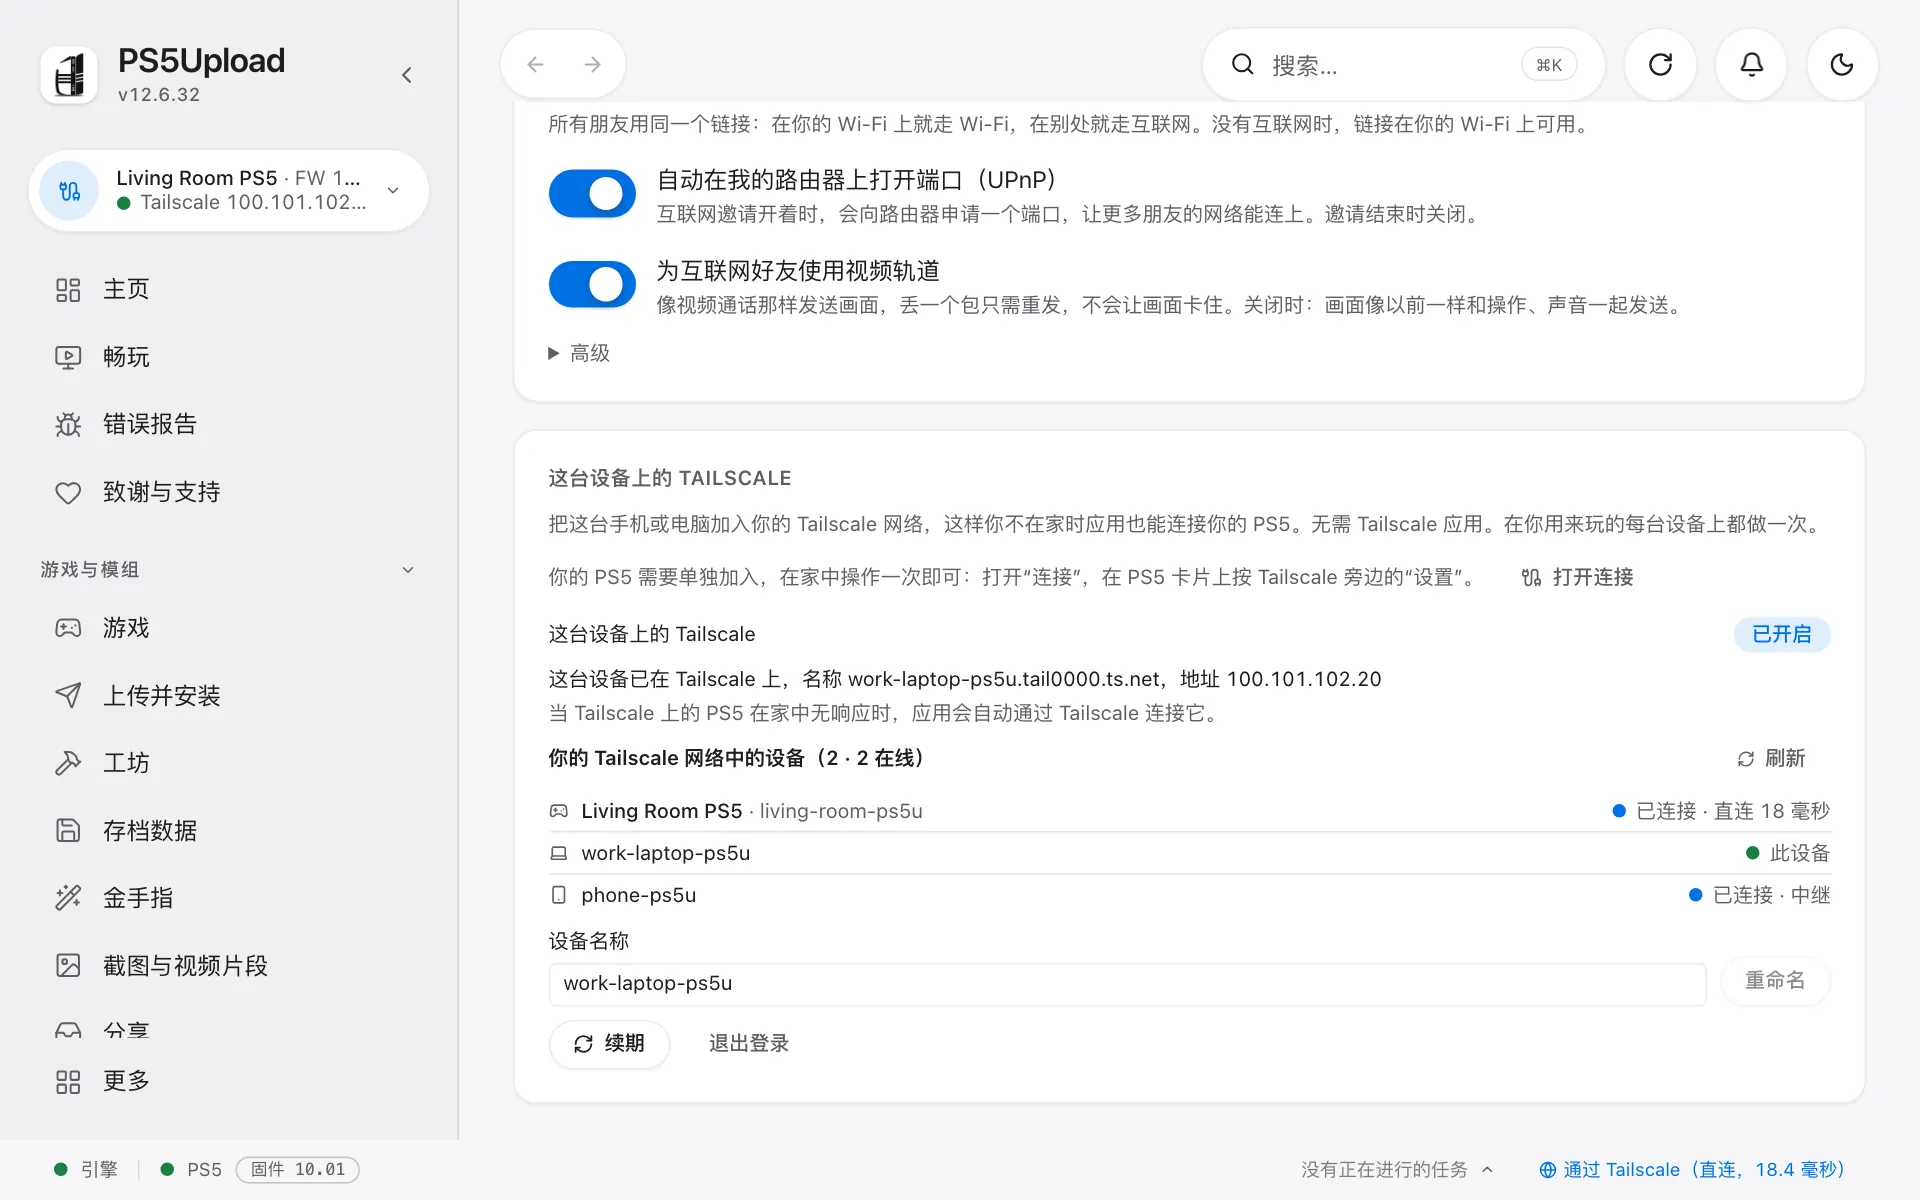 PS5Upload
v12.6.32
Living Room PS5 · FW 1...
Tailscale 100.101.102...
主页
畅玩
错误报告
致谢与支持
游戏与模组
游戏
上传并安装
工坊
存档数据
金手指
截图与视频片段
分享
更多
搜索...
⌘K
所有朋友用同一个链接：在你的 Wi-Fi 上就走 Wi-Fi，在别处就走互联网。没有互联网时，链接在你的 Wi-Fi 上可用。
自动在我的路由器上打开端口（UPnP）
互联网邀请开着时，会向路由器申请一个端口，让更多朋友的网络能连上。邀请结束时关闭。
为互联网好友使用视频轨道
像视频通话那样发送画面，丢一个包只需重发，不会让画面卡住。关闭时：画面像以前一样和操作、声音一起发送。
高级
这台设备上的 TAILSCALE
把这台手机或电脑加入你的 Tailscale 网络，这样你不在家时应用也能连接你的 PS5。无需 Tailscale 应用。在你用来玩的每台设备上都做一次。
你的 PS5 需要单独加入，在家中操作一次即可：打开“连接”，在 PS5 卡片上按 Tailscale 旁边的“设置”。
打开连接
这台设备上的 Tailscale
已开启
这台设备已在 Tailscale 上，名称 work-laptop-ps5u.tail0000.ts.net，地址 100.101.102.20
当 Tailscale 上的 PS5 在家中无响应时，应用会自动通过 Tailscale 连接它。
你的 Tailscale 网络中的设备（2 · 2 在线）
刷新
Living Room PS5 · living-room-ps5u
已连接 · 直连 18 毫秒
work-laptop-ps5u
此设备
phone-ps5u
已连接 · 中继
设备名称
work-laptop-ps5u
重命名
续期
退出登录
引擎
PS5
固件 10.01
没有正在进行的任务
通过 Tailscale（直连，18.4 毫秒）